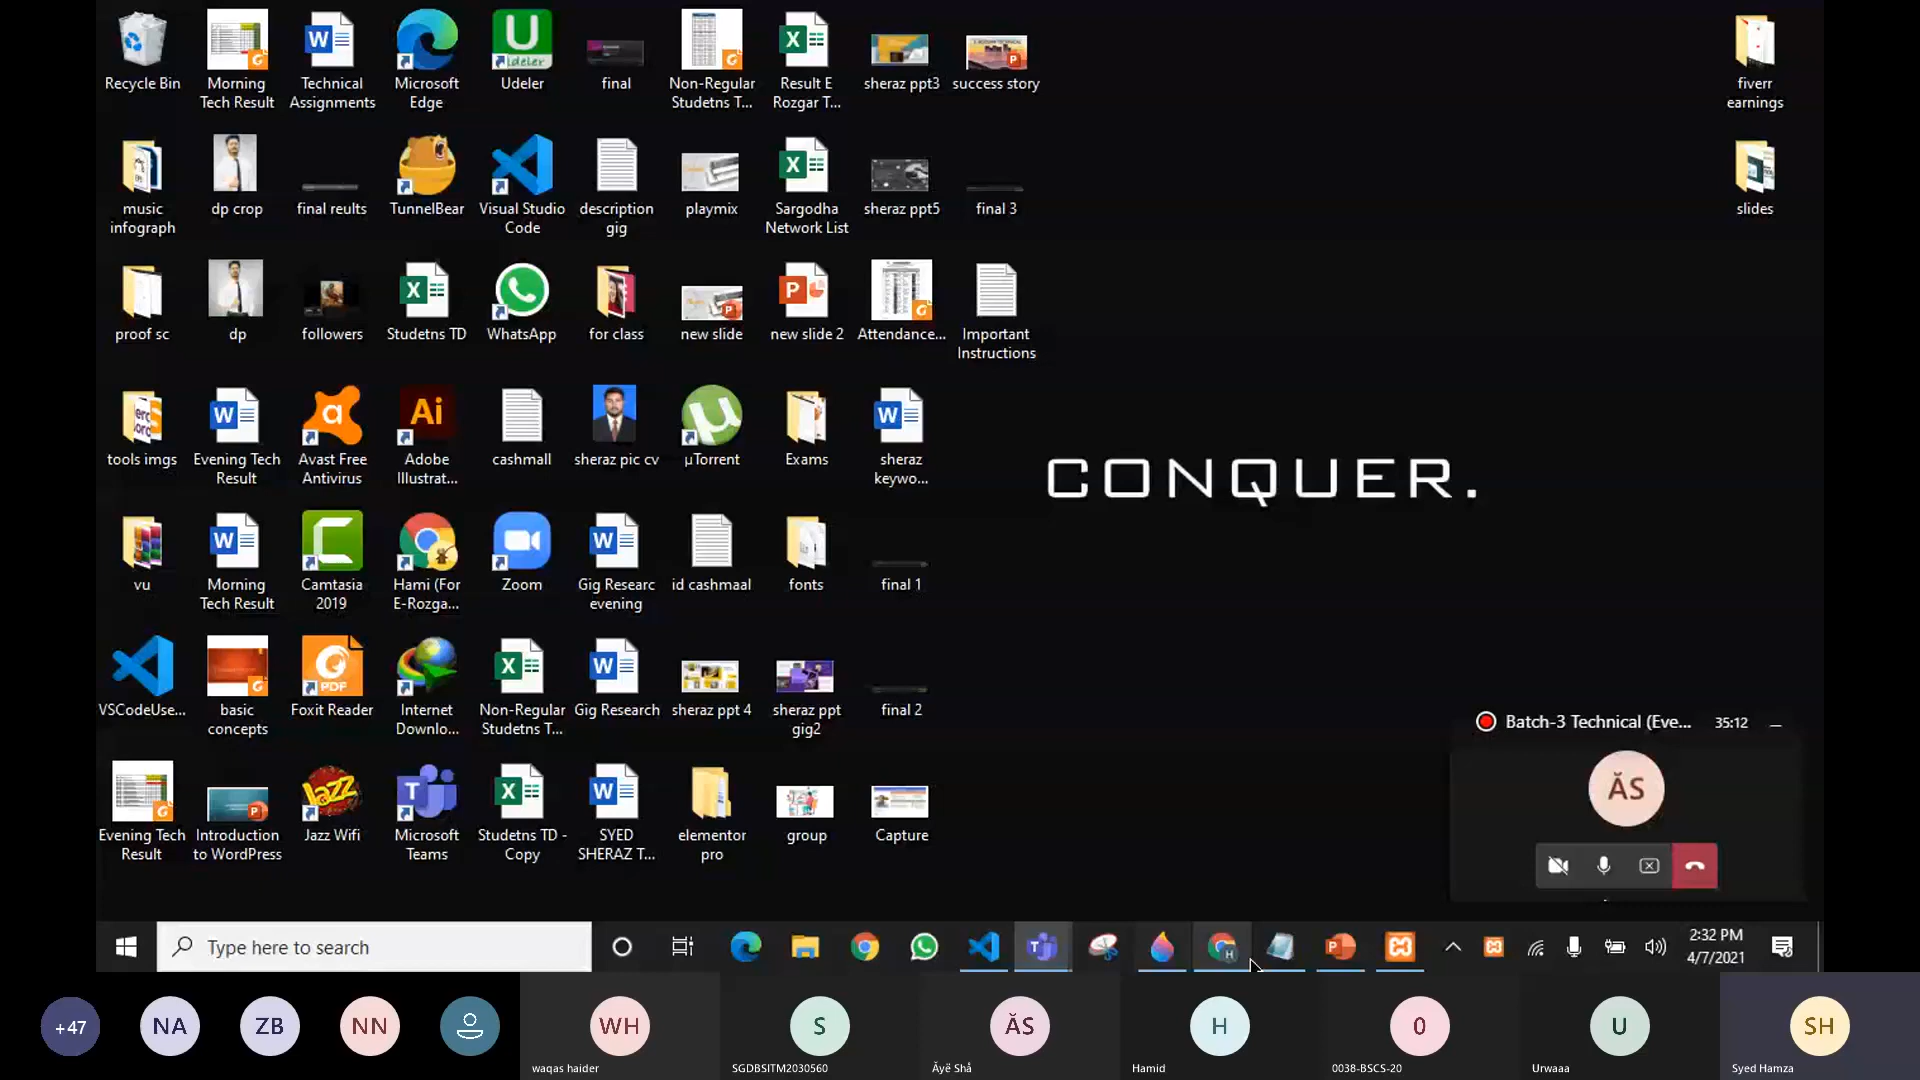 Recycle Bin
Morning
Tech Result
Technical
Assignments
Microsoft
Edge
Udeler
final
Non-Regular
Studetns T...
Result E
Rozgar T...
sheraz ppt3
success story
fiverr
earnings
music
infograph
dp crop
final reults
TunnelBear
Visual Studio
Code
description
gig
playmix
Sargodha
Network List
sheraz ppt5
final 3
slides
proof sc
dp
followers
Studetns TD
WhatsApp
for class
new slide
new slide 2
Attendance...
Important
Instructions
tools imgs
Evening Tech
Result
Avast Free
Antivirus
Adobe
Illustrat...
cashmall
sheraz pic cv
µTorrent
Exams
sheraz
keywo...
CONQUER.
vu
Morning
Tech Result
Camtasia
2019
Hami (For
E-Rozga...
Zoom
Gig Researc
evening
id cashmaal
fonts
final 1
VSCodeUse...
basic
concepts
Foxit Reader
Internet
Downlo...
Non-Regular
Studetns T...
Gig Research
sheraz ppt 4
sheraz ppt
gig2
final 2
Batch-3 Technical (Eve...
35:12
ĂS
Evening Tech
Result
Introduction
to WordPress
Jazz Wifi
Microsoft
Teams
Studetns TD -
Copy
SYED
SHERAZ T...
elementor
pro
group
Capture
Type here to search
2:32 PM
4/7/2021
+47
NA
ZB
NN
WH
waqas haider
S
SGDBSITM2030560
ĂS
Ăyë Shå
H
Hamid
0
0038-BSCS-20
U
Urwaaa
SH
Syed Hamza